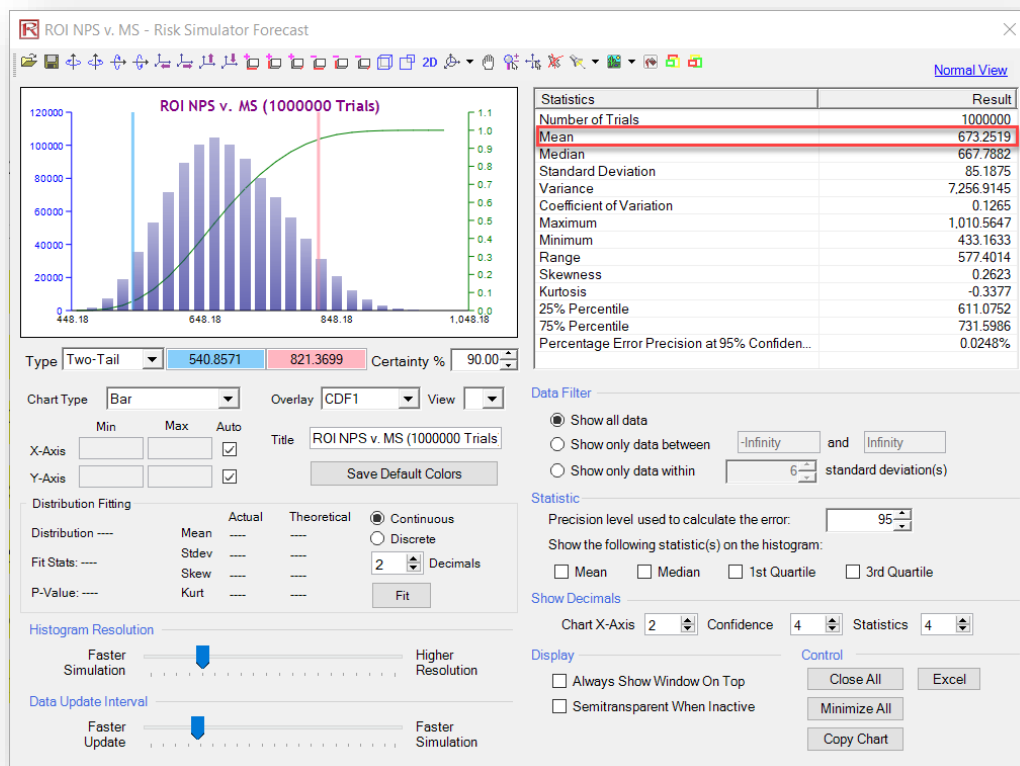 ROI NPS v. MS - Risk Simulator Forecast
2D
Normal View
ROI NPS v. MS (1000000 Trials)
120000
100000
80000
60000
40000
20000
0
1.1
1.0
0.9
0.8
0.7
0.6
0.5
0.4
0.3
0.2
0.1
0.0
448.18 648.18 848.18 1,048.18
Statistics Result
Number of Trials 1000000
Mean 673.2519
Median 667.7882
Standard Deviation 85.1875
Variance 7,256.9145
Coefficient of Variation 0.1265
Maximum 1,010.5647
Minimum 433.1633
Range 577.4014
Skewness 0.2623
Kurtosis -0.3377
25% Percentile 611.0752
75% Percentile 731.5986
Percentage Error Precision at 95% Confiden... 0.0248%
Type Two-Tail 540.8571 821.3699 Certainty % 90.00
Chart Type Bar Overlay CDF1 View
Min Max Auto
X-Axis
Y-Axis
Title ROI NPS v. MS (1000000 Trials
Save Default Colors
Distribution Fitting
Actual Theoretical
Distribution ----
Mean ---- ----
Stdev ---- ----
Fit Stats: ----
Skew ---- ----
P-Value: ----
Kurt ---- ----
Continuous
Discrete
2 Decimals
Fit
Histogram Resolution
Faster Simulation
Higher Resolution
Data Update Interval
Faster Update
Faster Simulation
Data Filter
Show all data
Show only data between -Infinity and Infinity
Show only data within 6 standard deviation(s)
Statistic
Precision level used to calculate the error: 95
Show the following statistic(s) on the histogram:
Mean Median 1st Quartile 3rd Quartile
Show Decimals
Chart X-Axis 2 Confidence 4 Statistics 4
Display
Always Show Window On Top
Semitransparent When Inactive
Control
Close All Excel
Minimize All
Copy Chart